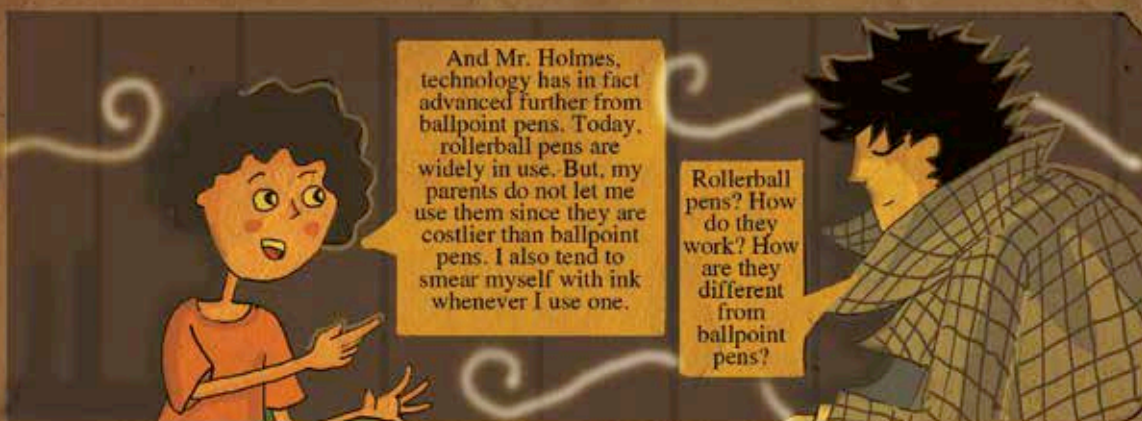 And Mr. Holmes,
technology has in fact
advanced further from
ballpoint pens. Today,
rollerball pens are
widely in use. But, my
parents do not let me
use them since they are
costlier than ballpoint
pens. I also tend to
smear myself with ink
whenever I use one.
Rollerball
pens? How
do they
work? How
are they
different
from
ballpoint
pens?